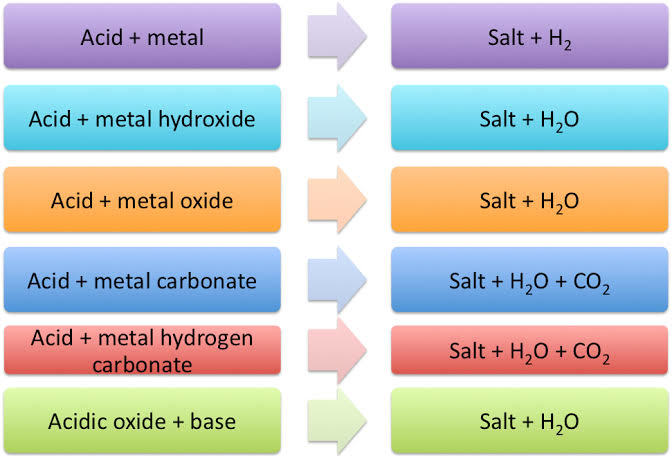 Acid + metal
Salt + H₂
Acid + metal hydroxide
Salt + H₂O
Acid + metal oxide
Salt + H₂O
Acid + metal carbonate
Salt + H₂O + CO₂
Acid + metal hydrogen
carbonate
Salt + H₂O + CO₂
Acidic oxide + base
Salt + H₂O